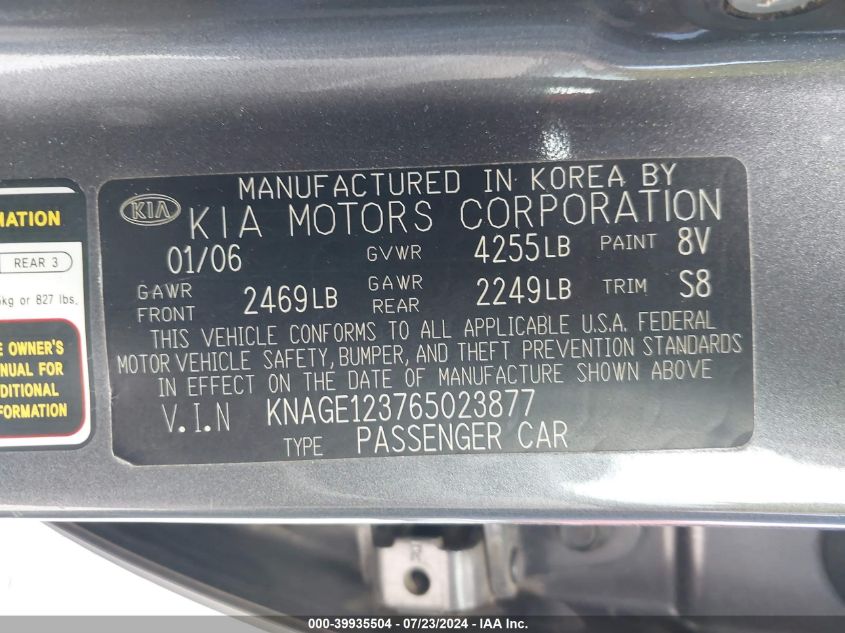 MANUFACTURED IN KOREA BY
KIA KIA MOTORS CORPORATION
01/06 GVWR 4255LB PAINT 8V
GAWR FRONT 2469LB GAWR REAR 2249LB TRIM S8
THIS VEHICLE CONFORMS TO ALL APPLICABLE U.S.A. FEDERAL
MOTOR VEHICLE SAFETY, BUMPER, AND THEFT PREVENTION STANDARDS
IN EFFECT ON THE DATE OF MANUFACTURE SHOWN ABOVE
V.I.N KNAGE123765023877
TYPE PASSENGER CAR
MATION
REAR 3
kg or 827 lbs.
E OWNER'S
NUAL FOR
DITIONAL
FORMATION
R
000-39935504 / 07/23/2024 - IAA Inc.